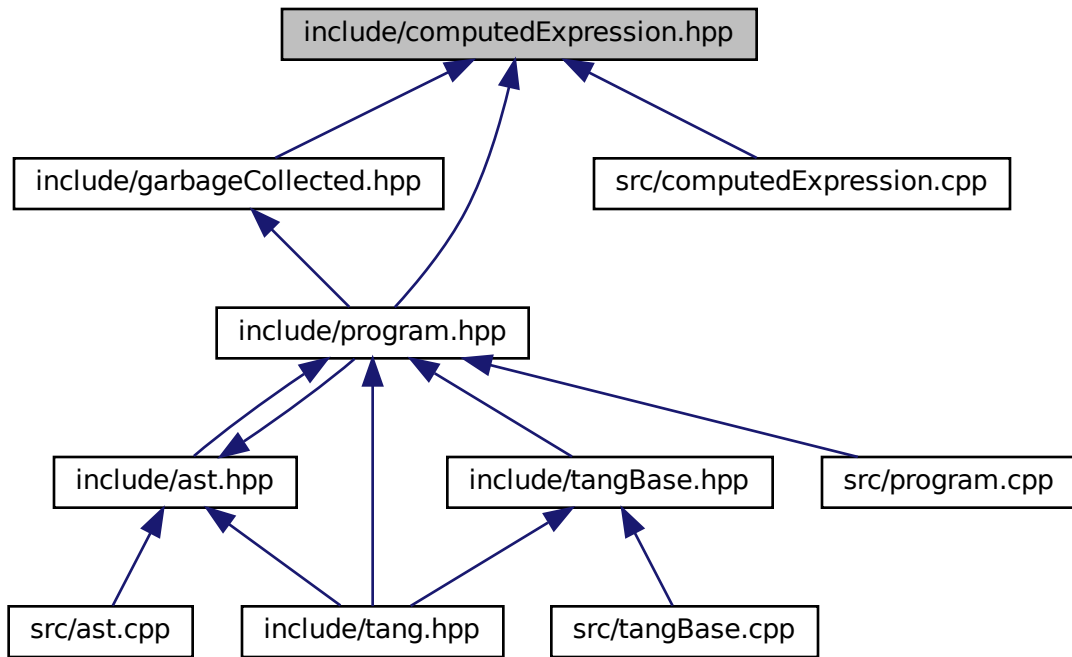 include/computedExpression.hpp
include/garbageCollected.hpp
src/computedExpression.cpp
include/program.hpp
include/ast.hpp
include/tangBase.hpp
src/program.cpp
src/ast.cpp
include/tang.hpp
src/tangBase.cpp